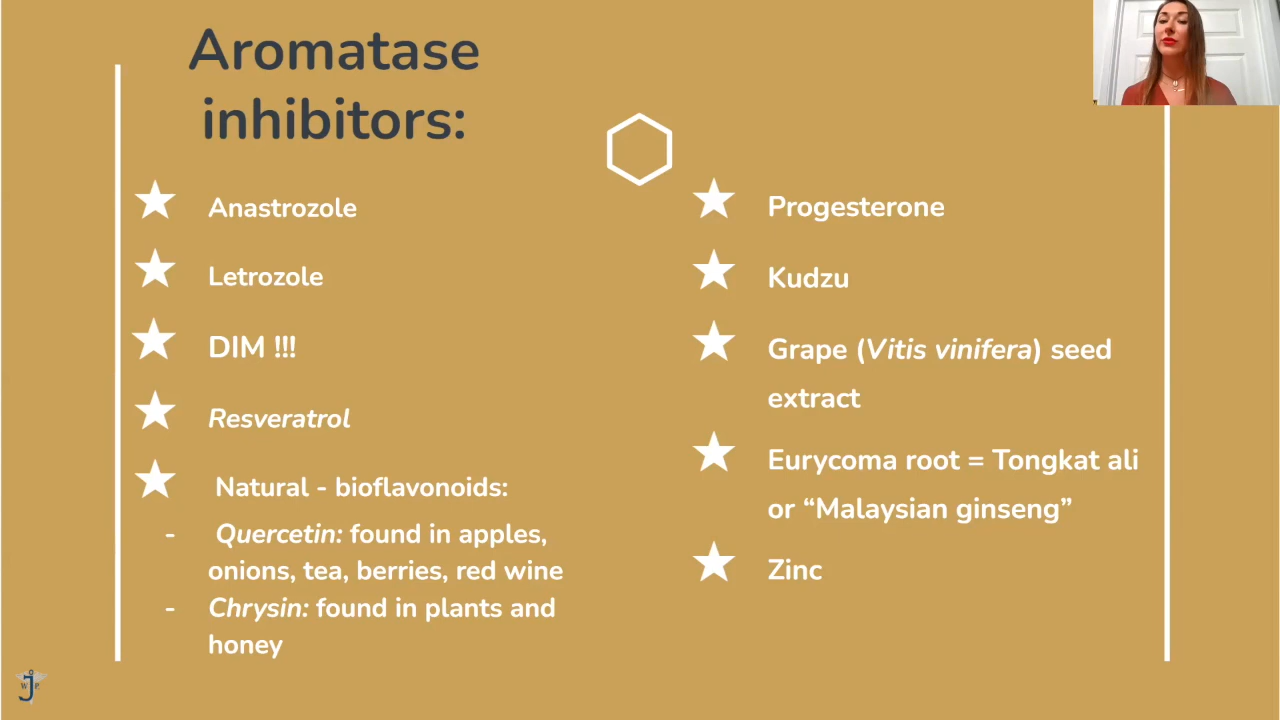 Aromatase
inhibitors:
Anastrozole
Letrozole
DIM !!!
Resveratrol
Natural - bioflavonoids:
- Quercetin: found in apples,
onions, tea, berries, red wine
- Chrysin: found in plants and
honey
Progesterone
Kudzu
Grape (Vitis vinifera) seed
extract
Eurycoma root = Tongkat ali
or “Malaysian ginseng”
Zinc
W J P